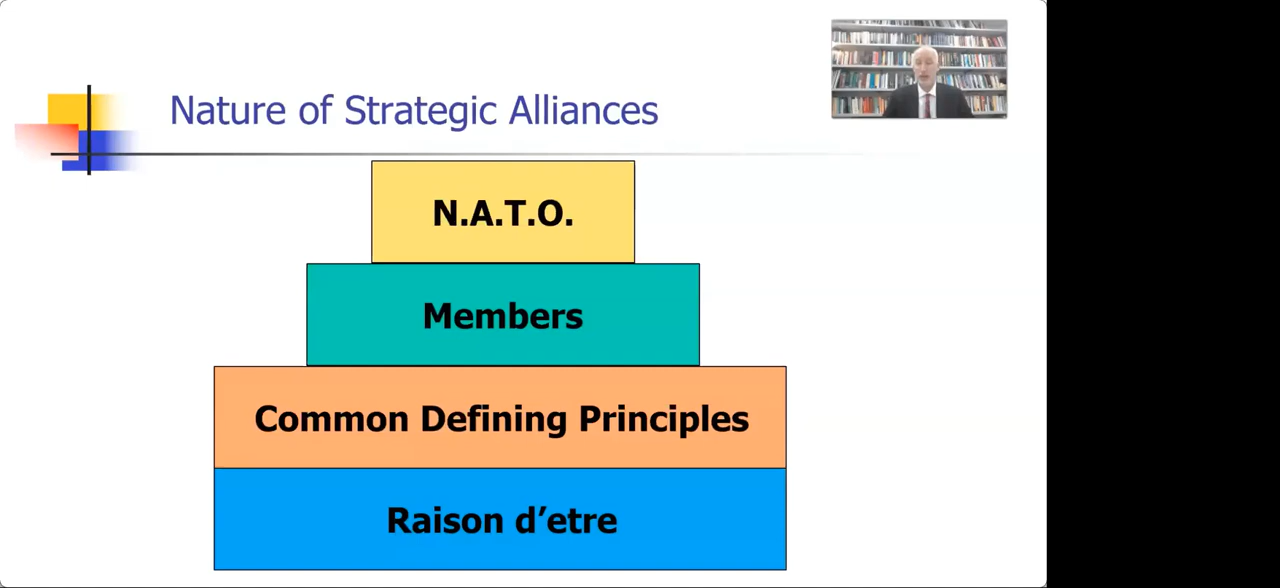 Nature of Strategic Alliances
N.A.T.O.
Members
Common Defining Principles
Raison d’etre